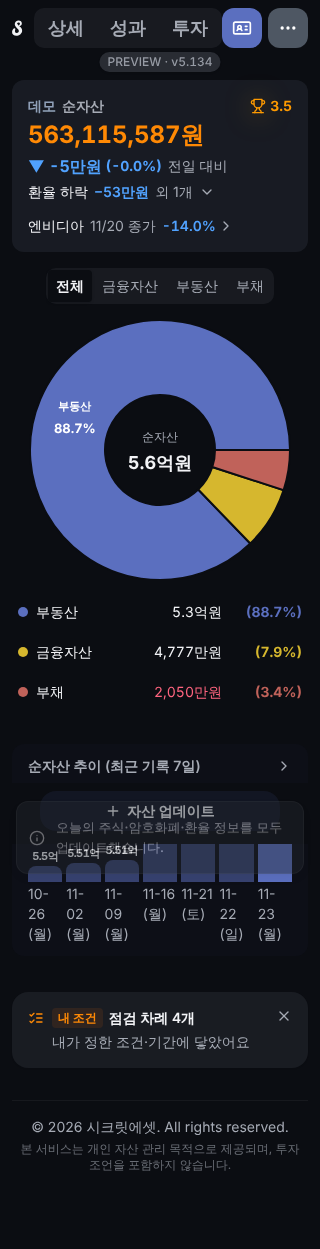 상세 성과 투자
PREVIEW · v5.134
데모 순자산 3.5
563,115,587원
▼ -5만원 (-0.0%) 전일 대비
환율 하락 -53만원 외 1개
엔비디아 11/20 종가 -14.0%
전체 금융자산 부동산 부채
부동산
88.7%
순자산
5.6억원
부동산 5.3억원 (88.7%)
금융자산 4,777만원 (7.9%)
부채 2,050만원 (3.4%)
순자산 추이 (최근 기록 7일)
+ 자산 업데이트
오늘의 주식·암호화폐·환율 정보를 모두
업데이트했습니다.
5.5억 5.51억 5.51억
10-26 (월) 11-02 (월) 11-09 (월) 11-16 (월) 11-21 (토) 11-22 (일) 11-23 (월)
내 조건 점검 차례 4개
내가 정한 조건·기간에 닿았어요
© 2026 시크릿에셋. All rights reserved.
본 서비스는 개인 자산 관리 목적으로 제공되며, 투자
조언을 포함하지 않습니다.